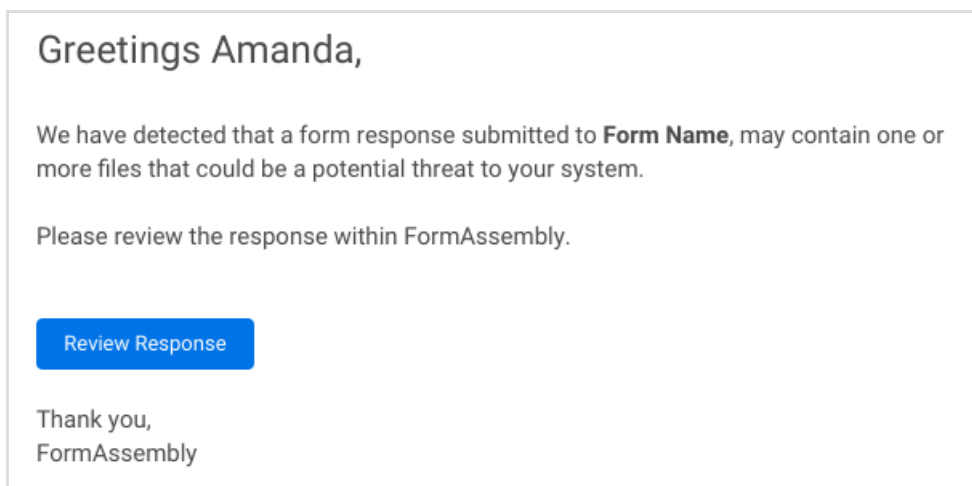 Greetings Amanda,
We have detected that a form response submitted to Form Name, may contain one or
more files that could be a potential threat to your system.
Please review the response within FormAssembly.
Review Response
Thank you,
FormAssembly